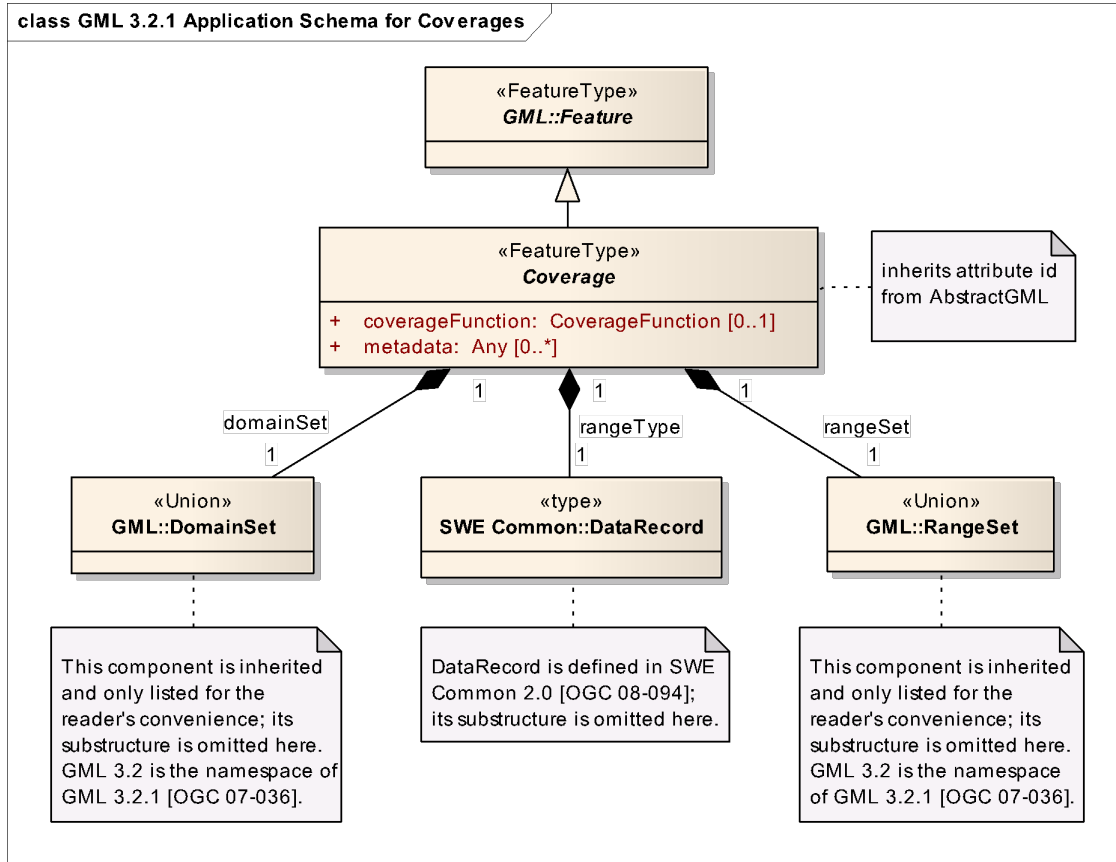 class GML 3.2.1 Application Schema for Coverages
«FeatureType»
GML::Feature
«FeatureType»
Coverage
+ coverageFunction: CoverageFunction [0..1]
+ metadata: Any [0..*]
inherits attribute id
from AbstractGML
1
1
1
domainSet
rangeType
rangeSet
1
1
1
«Union»
GML::DomainSet
«type»
SWE Common::DataRecord
«Union»
GML::RangeSet
This component is inherited
and only listed for the
reader's convenience; its
substructure is omitted here.
GML 3.2 is the namespace of
GML 3.2.1 [OGC 07-036].
DataRecord is defined in SWE
Common 2.0 [OGC 08-094];
its substructure is omitted here.
This component is inherited
and only listed for the
reader's convenience; its
substructure is omitted here.
GML 3.2 is the namespace
of GML 3.2.1 [OGC 07-036].